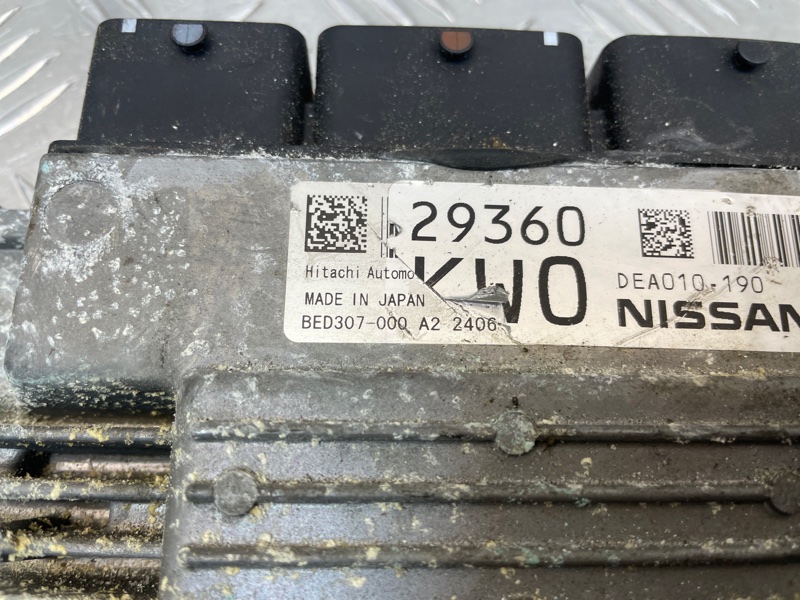 29360
KW0
Hitachi Automo
MADE IN JAPAN
BED307-000 A2 2406
DEA010-190
NISSAN